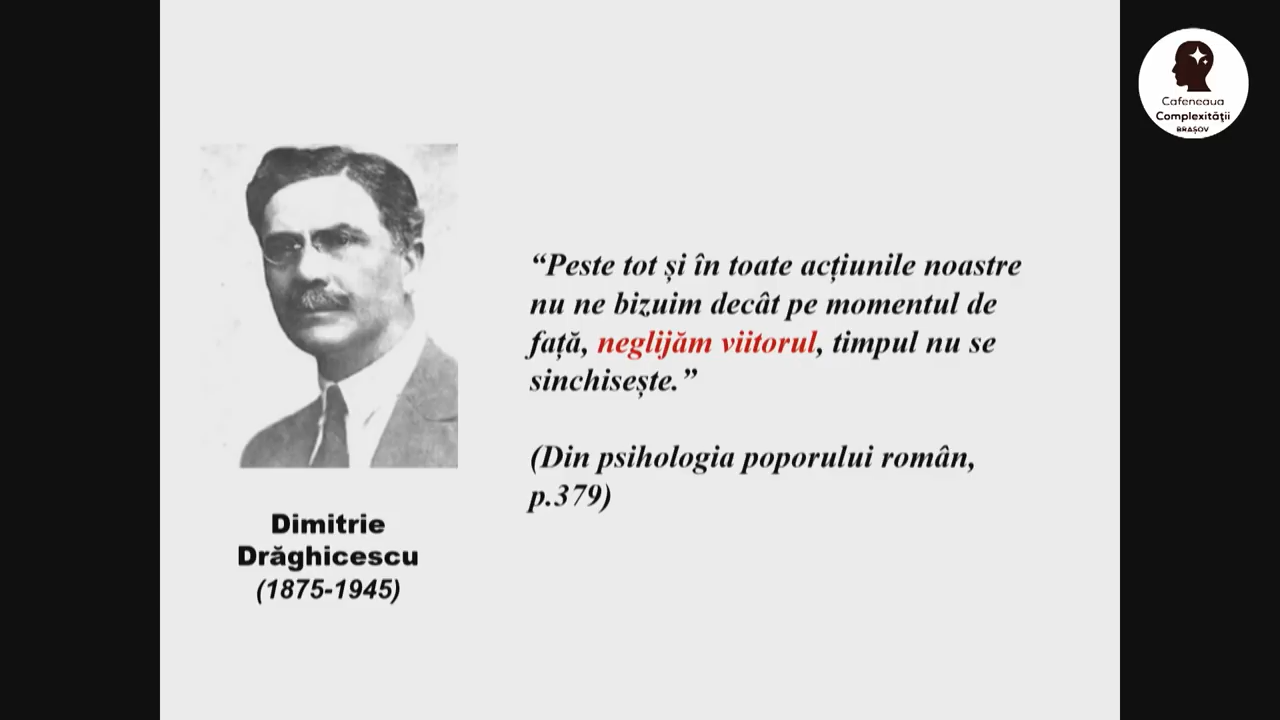 Cafeneaua
Complexității
BRAȘOV
“Peste tot și în toate acțiunile noastre
nu ne bizuim decât pe momentul de
față, neglijăm viitorul, timpul nu se
sinchisește.”
(Din psihologia poporului român,
p.379)
Dimitrie
Drăghicescu
(1875-1945)